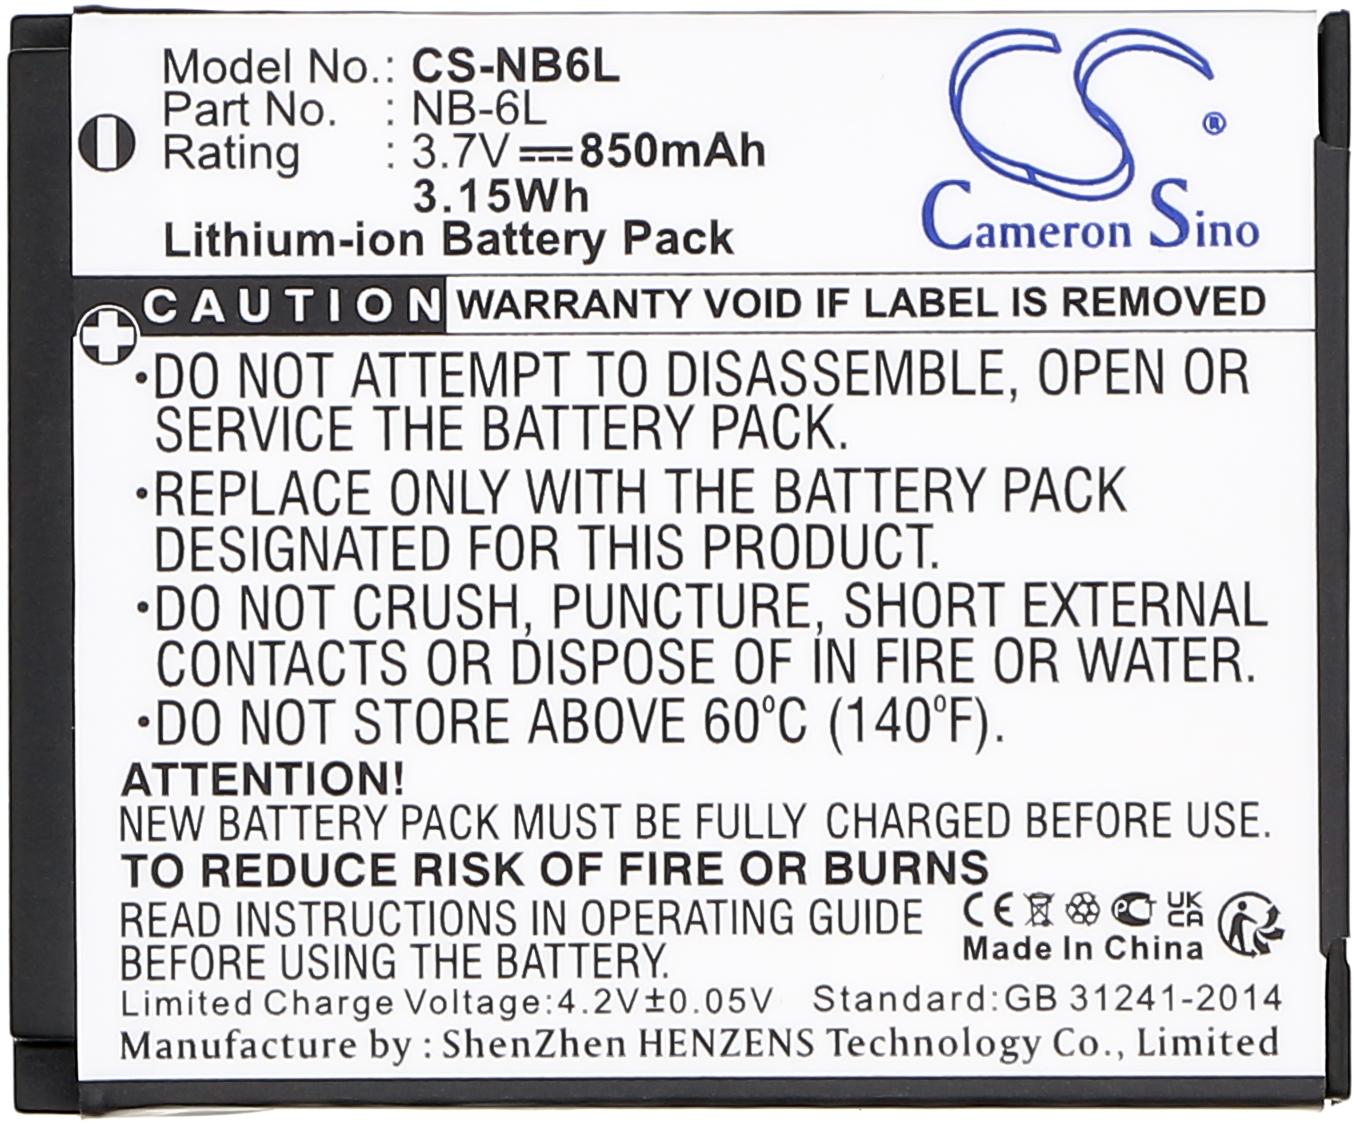 Model No.: CS-NB6L
Part No. : NB-6L
Rating : 3.7V⎓850mAh
3.15Wh
Lithium-ion Battery Pack
CS
®
Cameron Sino
CAUTION WARRANTY VOID IF LABEL IS REMOVED
•DO NOT ATTEMPT TO DISASSEMBLE, OPEN OR
SERVICE THE BATTERY PACK.
•REPLACE ONLY WITH THE BATTERY PACK
DESIGNATED FOR THIS PRODUCT.
•DO NOT CRUSH, PUNCTURE, SHORT EXTERNAL
CONTACTS OR DISPOSE OF IN FIRE OR WATER.
•DO NOT STORE ABOVE 60°C (140°F).
ATTENTION!
NEW BATTERY PACK MUST BE FULLY CHARGED BEFORE USE.
TO REDUCE RISK OF FIRE OR BURNS
READ INSTRUCTIONS IN OPERATING GUIDE
BEFORE USING THE BATTERY.
CE UK CA
Made In China
Limited Charge Voltage:4.2V±0.05V Standard:GB 31241-2014
Manufacture by : ShenZhen HENZENS Technology Co., Limited